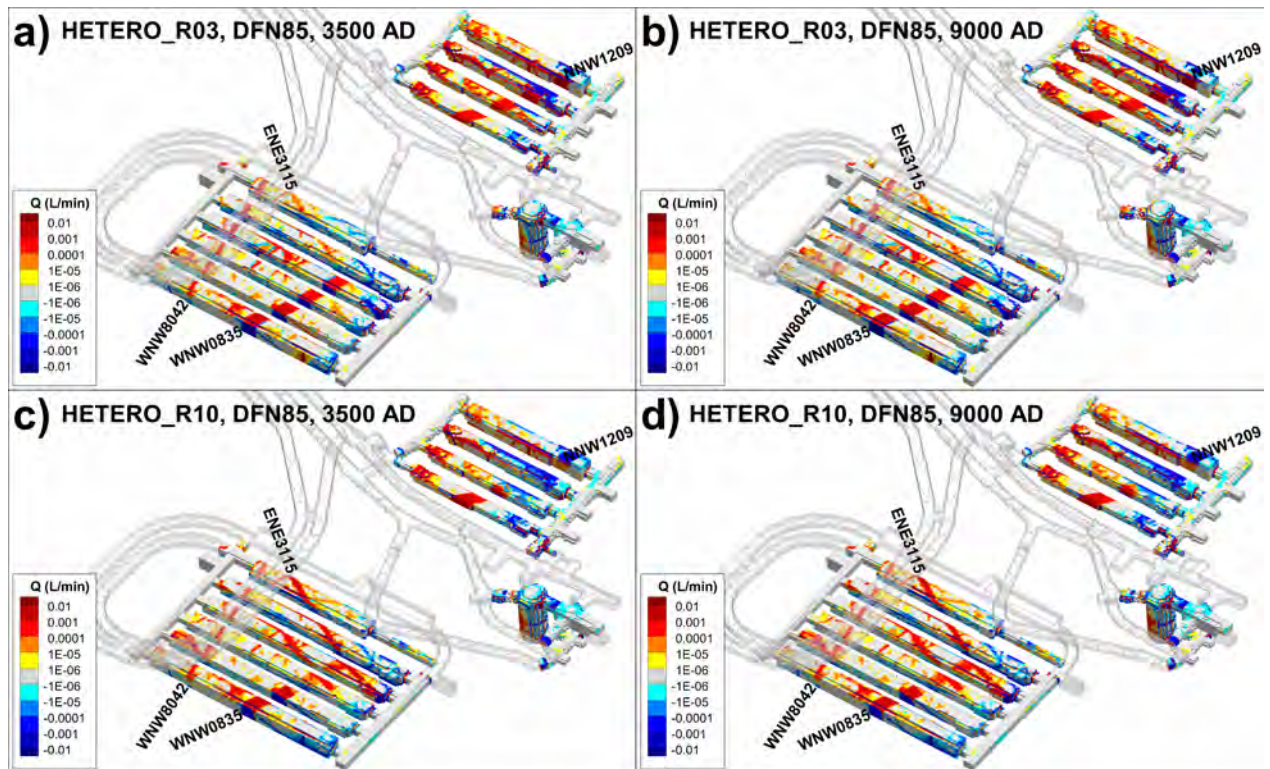 a) HETERO_R03, DFN85, 3500 AD
NNW1209
ENE3115
Q (L/min)
0.01
0.001
0.0001
1E-05
1E-06
-1E-06
-1E-05
-0.0001
-0.001
-0.01
WNW8042
WNW0835
b) HETERO_R03, DFN85, 9000 AD
NNW1209
ENE3115
Q (L/min)
0.01
0.001
0.0001
1E-05
1E-06
-1E-06
-1E-05
-0.0001
-0.001
-0.01
WNW8042
WNW0835
c) HETERO_R10, DFN85, 3500 AD
NNW1209
ENE3115
Q (L/min)
0.01
0.001
0.0001
1E-05
1E-06
-1E-06
-1E-05
-0.0001
-0.001
-0.01
WNW8042
WNW0835
d) HETERO_R10, DFN85, 9000 AD
NNW1209
ENE3115
Q (L/min)
0.01
0.001
0.0001
1E-05
1E-06
-1E-06
-1E-05
-0.0001
-0.001
-0.01
WNW8042
WNW0835